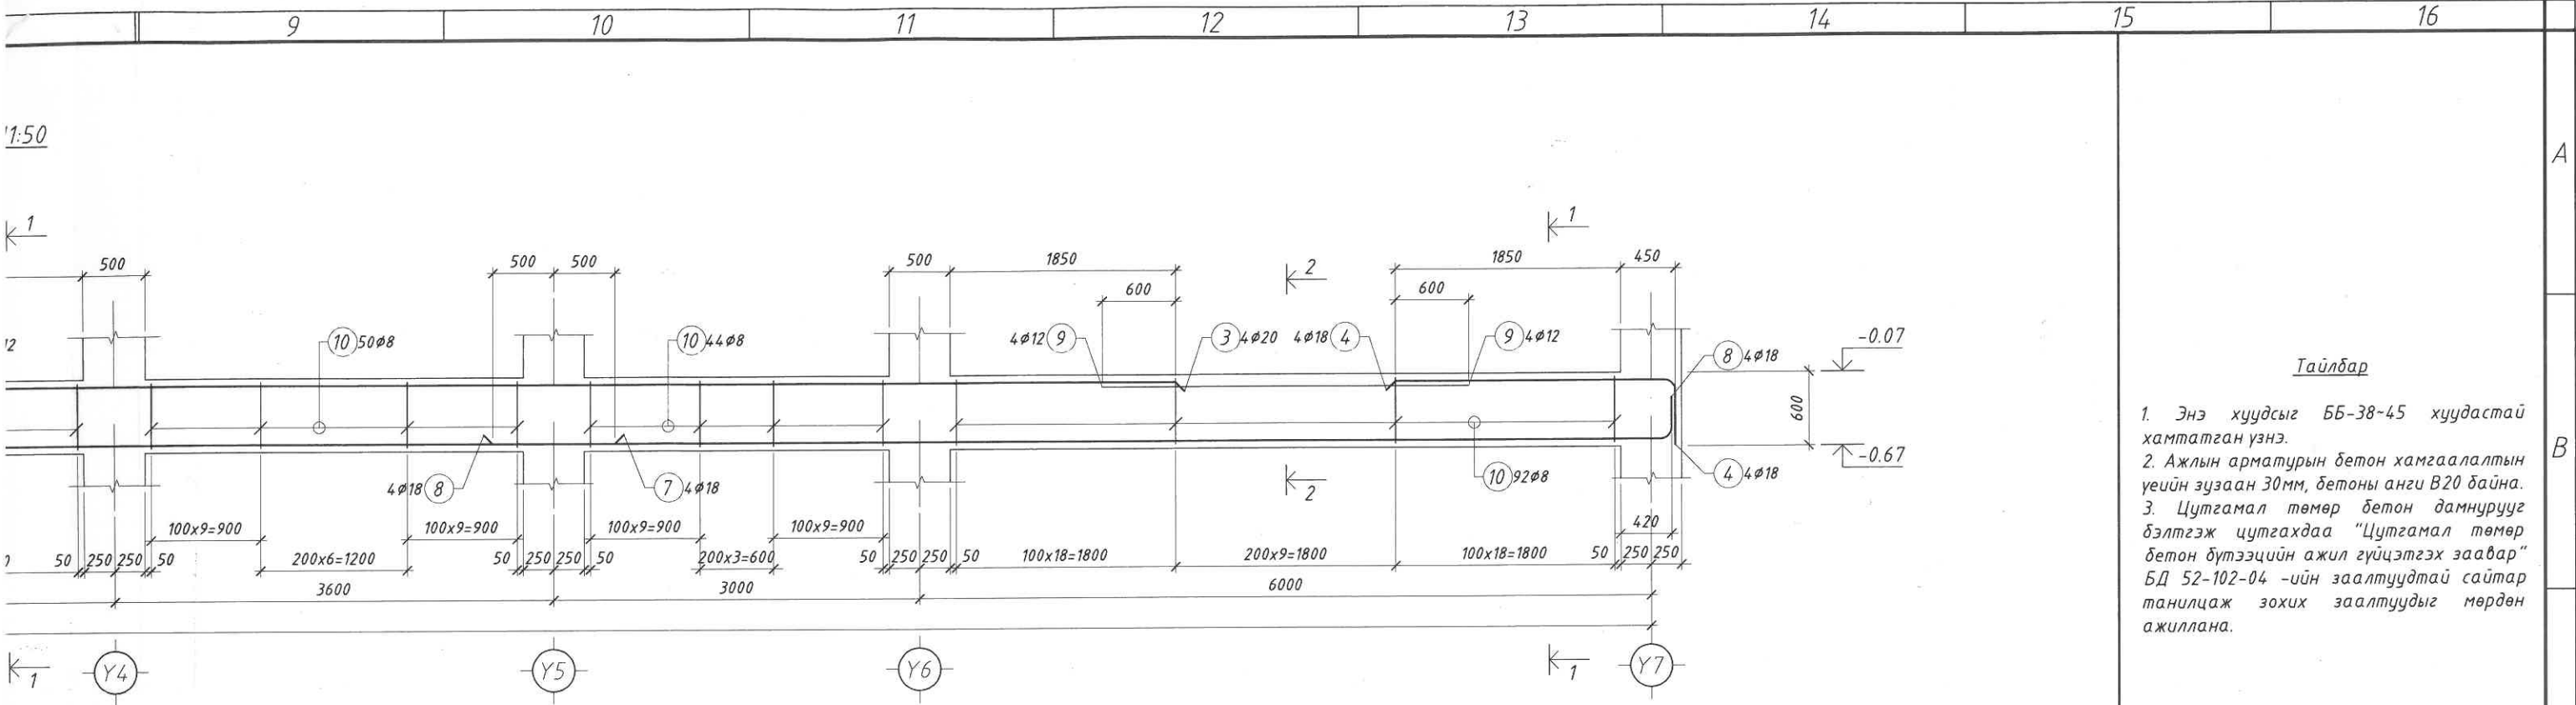 9 10 11 12 13 14 15 16
1:50
A
1 1
500 500 500 500 1850 2 1850 450
600 600
12 10 50ø8 10 44ø8 4ø12 9 3 4ø20 4ø18 4 9 4ø12 -0.07
8 4ø18
600
-0.67
B
4ø18 8 7 4ø18 2 10 92ø8 4 4ø18
100x9=900 100x9=900 100x9=900 100x9=900 420
50 250 250 50 200x6=1200 50 250 250 50 200x3=600 50 250 250 50 100x18=1800 200x9=1800 100x18=1800 50 250 250
3600 3000 6000
1 Y4 Y5 Y6 1 Y7
Тайлбар
1. Энэ хуудсыг ББ-38~45 хуудастай
хамтатган үзнэ.
2. Ажлын арматурын бетон хамгаалалтын
үеийн зузаан 30мм, бетоны анги В20 байна.
3. Цутгамал төмөр бетон дамнурууг
бэлтгэж цутгахдаа "Цутгамал төмөр
бетон бүтээцийн ажил гүйцэтгэх заавар"
БД 52-102-04 -ийн заалтуудтай сайтар
танилцаж зохих заалтуудыг мөрдөн
ажиллана.